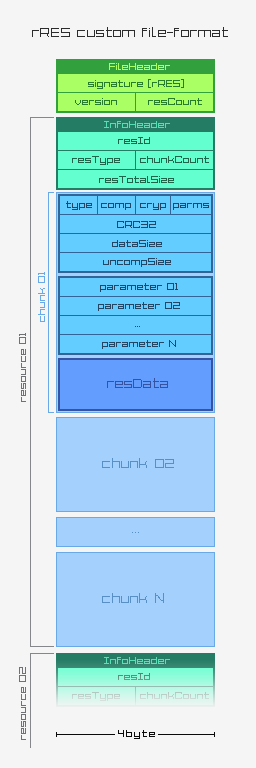 rRES custom file-format
FileHeader
signature [rRES]
version resCount
InfoHeader
resId
resType chunkCount
resTotalSize
type comp cryp parms
CRC32
dataSize
uncompSize
parameter 01
parameter 02
...
parameter N
resData
chunk 01
chunk 02
...
chunk N
resource 01
InfoHeader
resId
resType chunkCount
resource 02
4byte